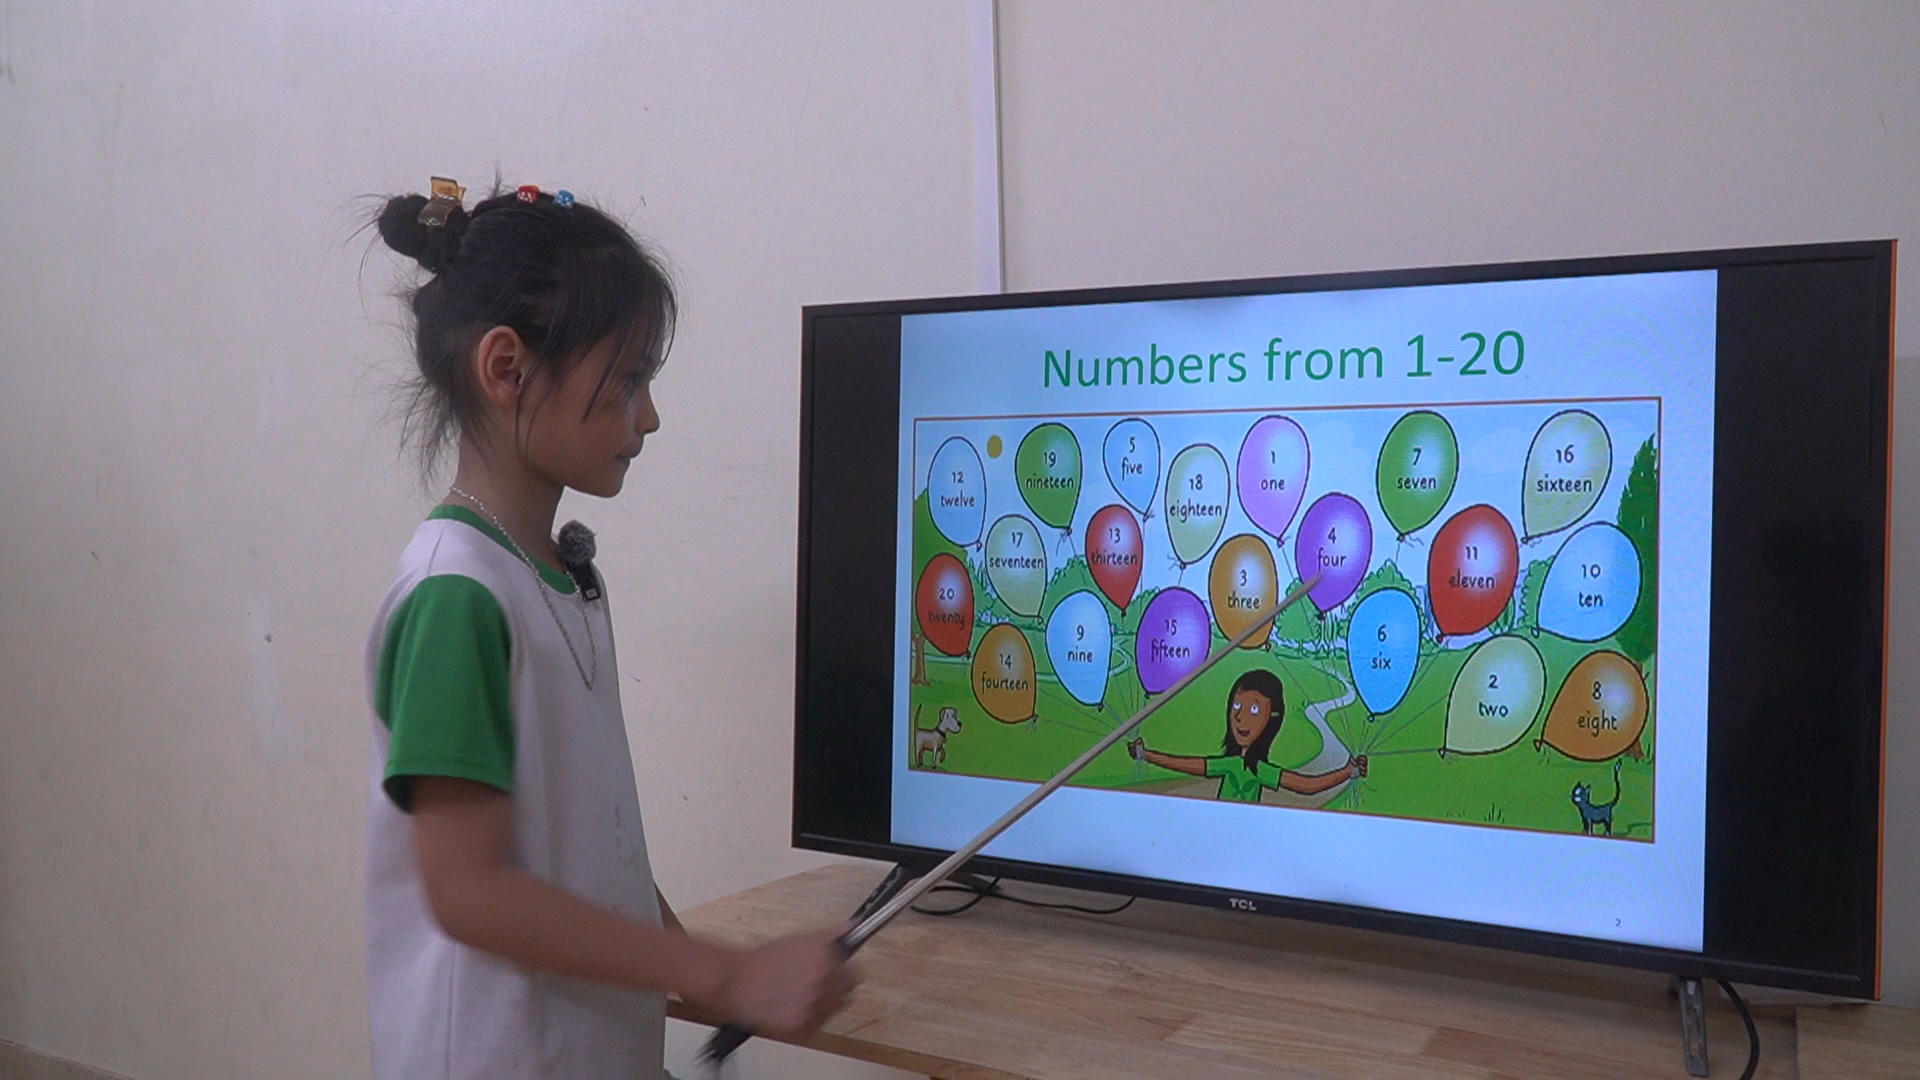 Numbers from 1-20
12
twelve
19
nineteen
5
five
18
eighteen
1
one
7
seven
16
sixteen
17
seventeen
13
thirteen
4
four
11
eleven
10
ten
20
twenty
3
three
14
fourteen
9
nine
15
fifteen
6
six
2
two
8
eight
TCL
2